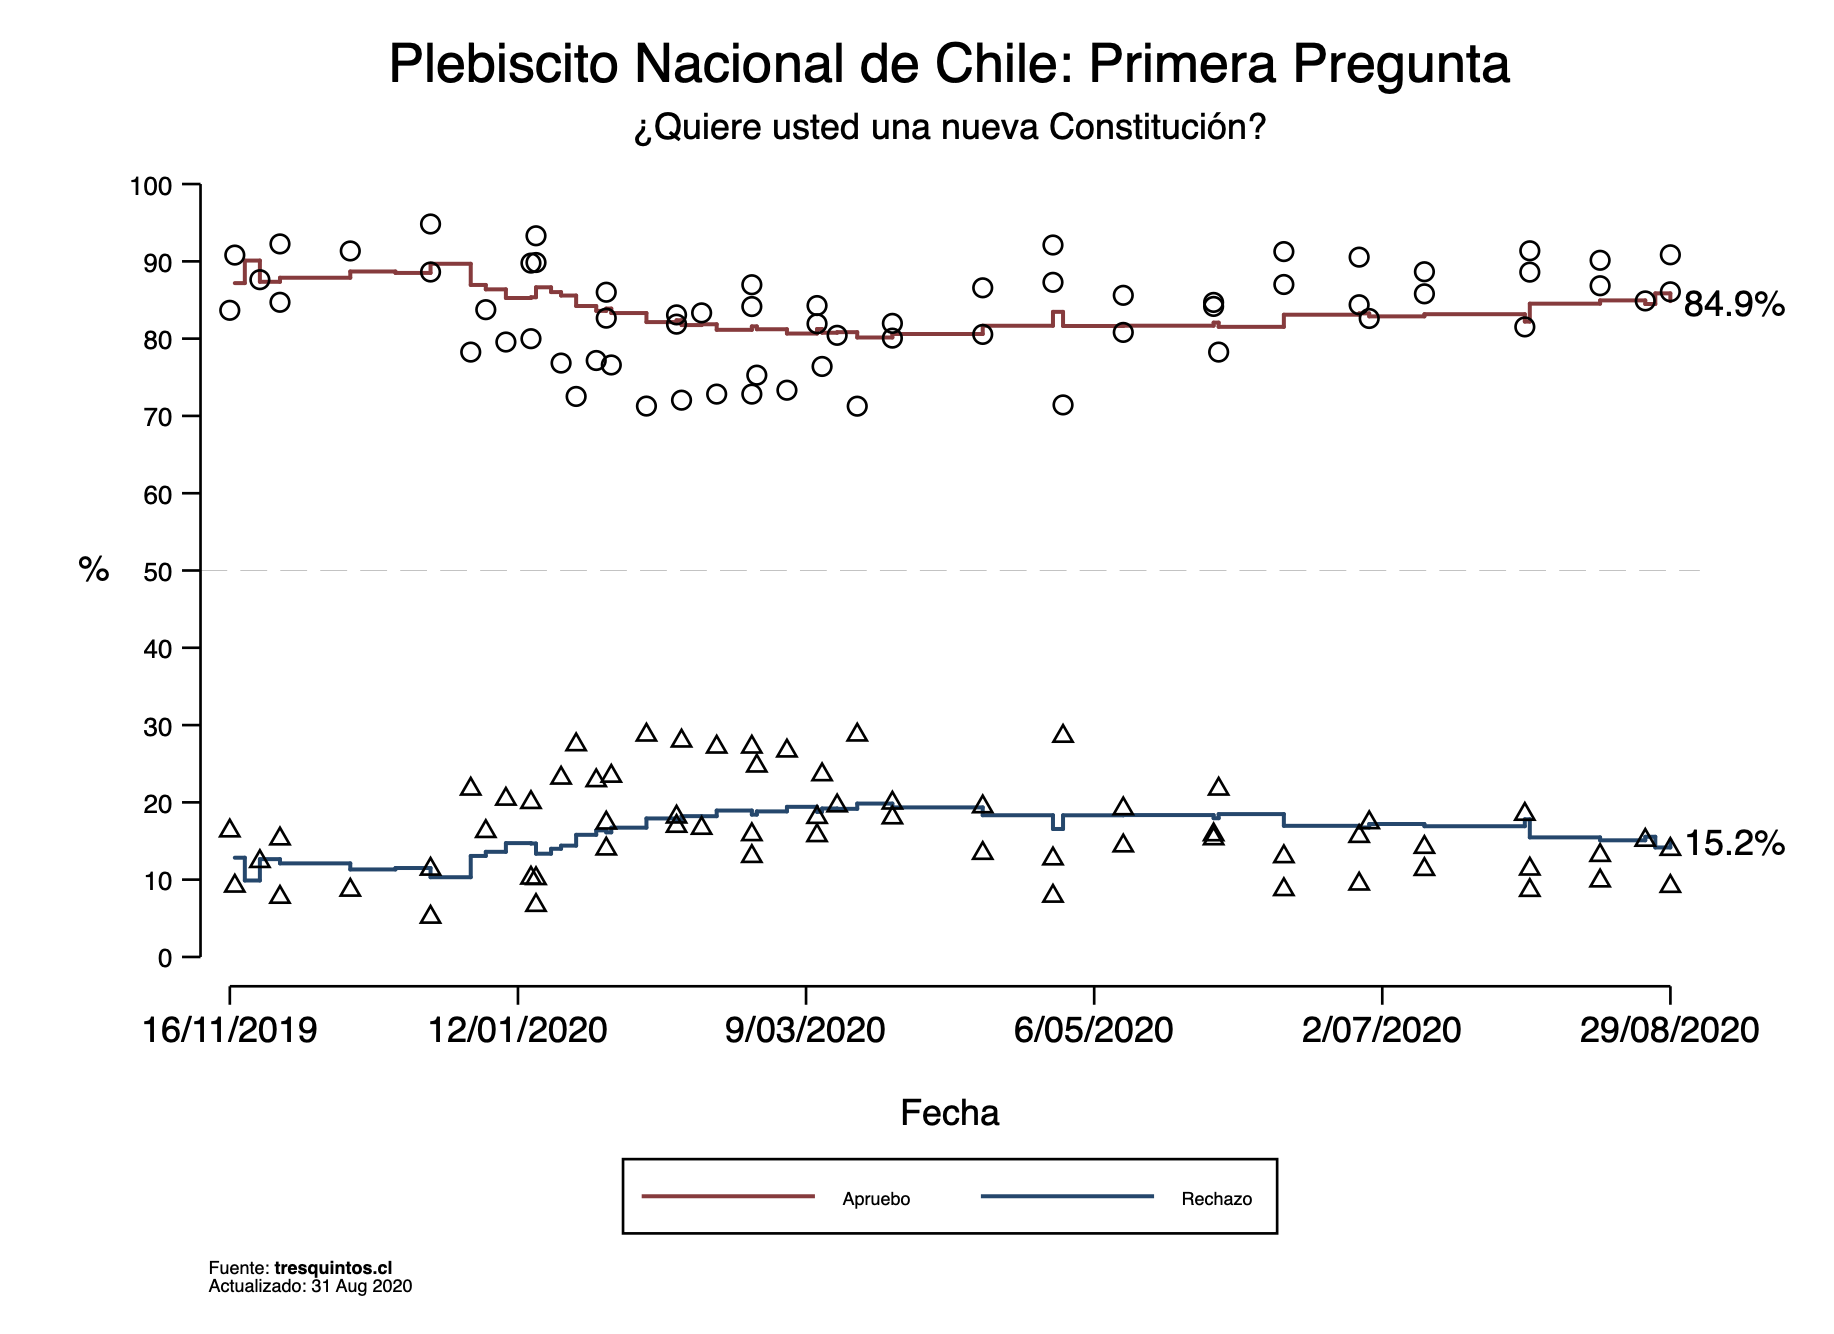 Plebiscito Nacional de Chile: Primera Pregunta
¿Quiere usted una nueva Constitución?
100
90
80
70
60
50
40
30
20
10
0
%
84.9%
15.2%
16/11/2019 12/01/2020 9/03/2020 6/05/2020 2/07/2020 29/08/2020
Fecha
Apruebo Rechazo
Fuente: tresquintos.cl
Actualizado: 31 Aug 2020